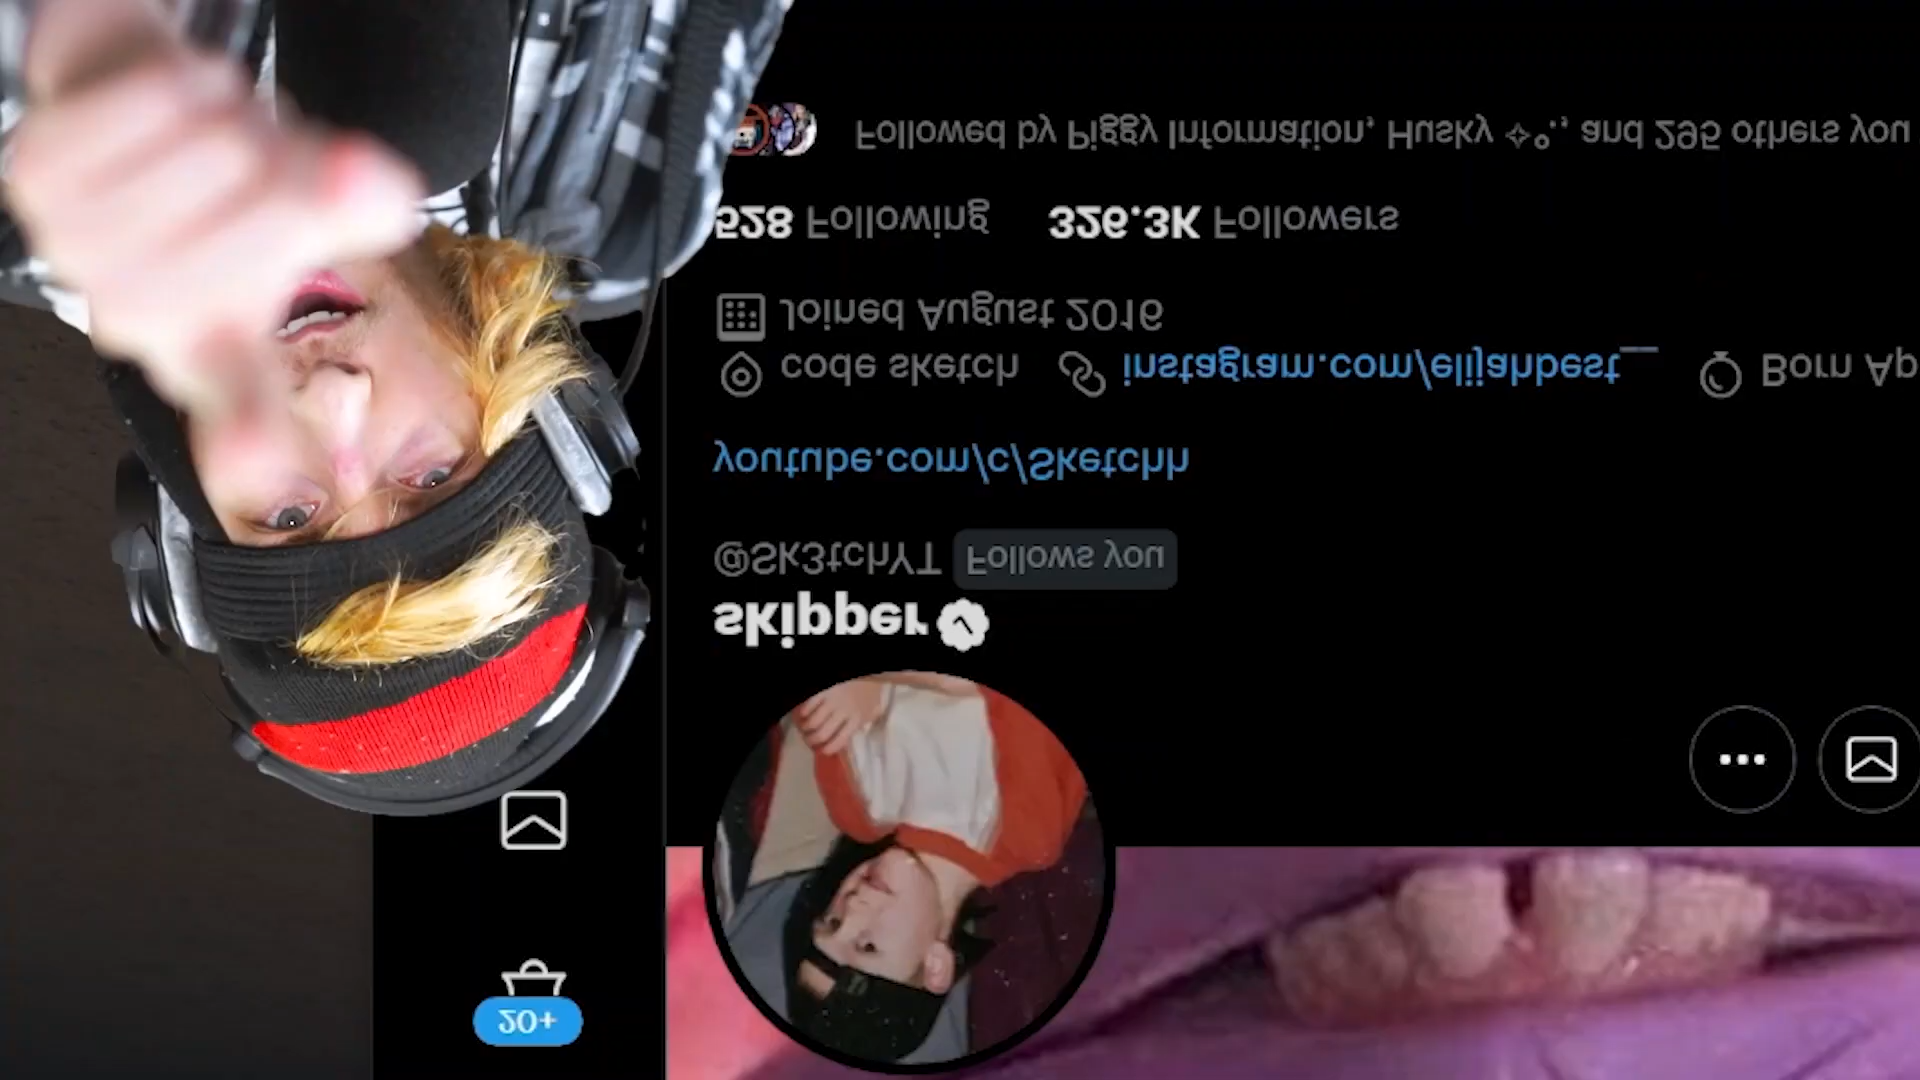 skipper
@Sk3tchYT Follows you
youtube.com/c/Sketchh
code sketch instagram.com/elijahbest__ Born Ap
Joined August 2016
528 Following 326.3K Followers
Followed by Piggy Information, Husky ✧°., and 295 others you
20+